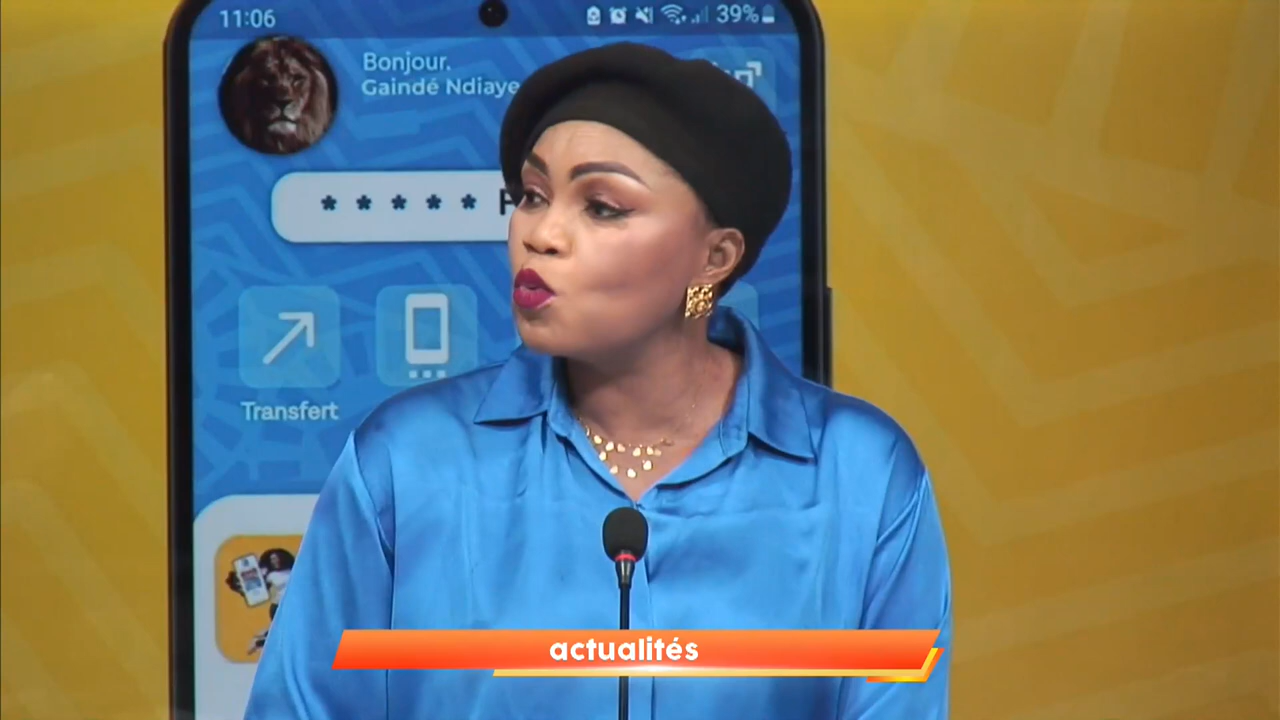 11:06
39%
Bonjour,
Gaindé Ndiaye
* * * * * F
Transfert
actualités